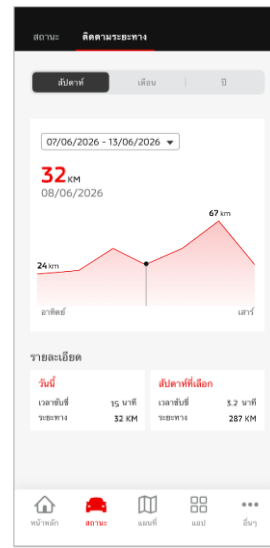 สถานะ ติดตามระยะทาง
สัปดาห์ เดือน ปี
07/06/2026 - 13/06/2026
32 KM
08/06/2026
67 km
24 km
อาทิตย์ เสาร์
รายละเอียด
วันนี้ สัปดาห์ที่เลือก
เวลาขับขี่ 15 นาที เวลาขับขี่ 3.2 นาที
ระยะทาง 32 KM ระยะทาง 287 KM
หน้าหลัก สถานะ แผนที่ แอป อื่นๆ